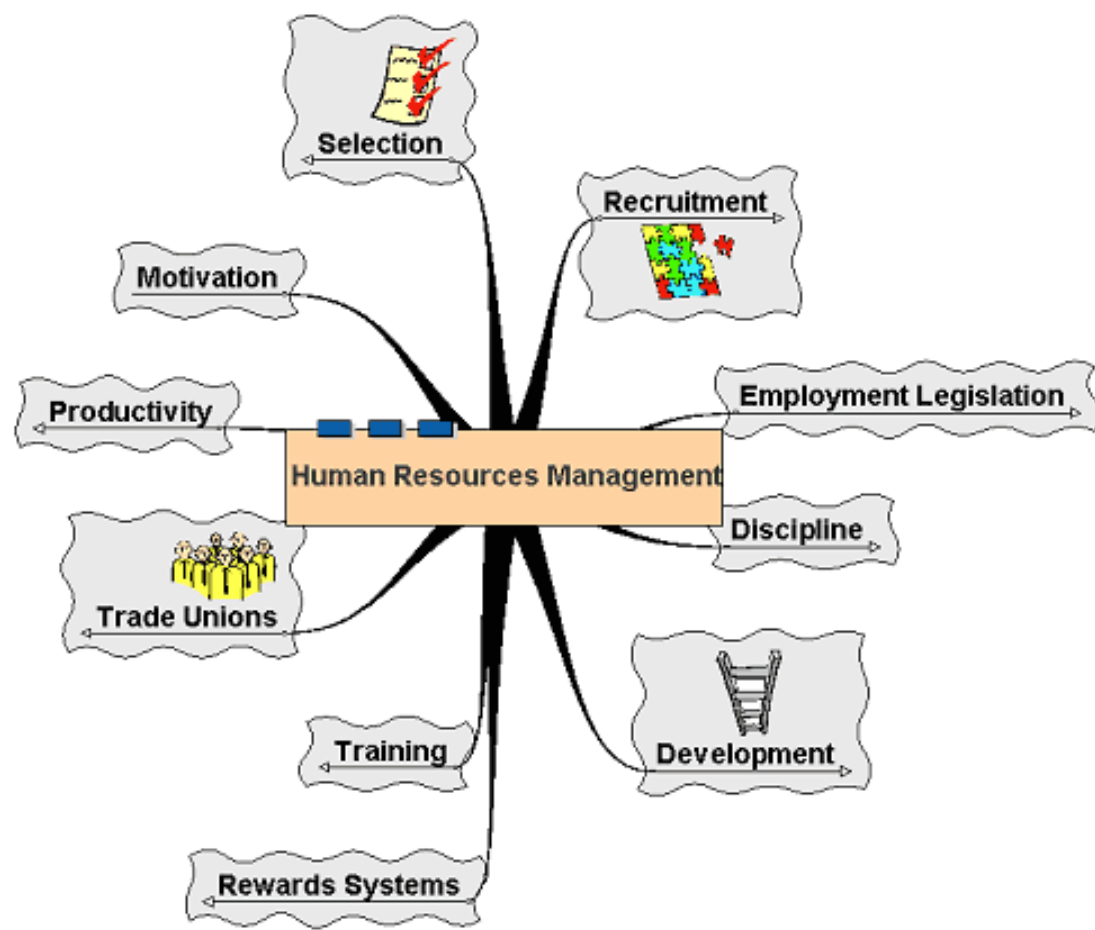 Selection
Recruitment
Motivation
Employment Legislation
Productivity
Human Resources Management
Discipline
Trade Unions
Training
Development
Rewards Systems